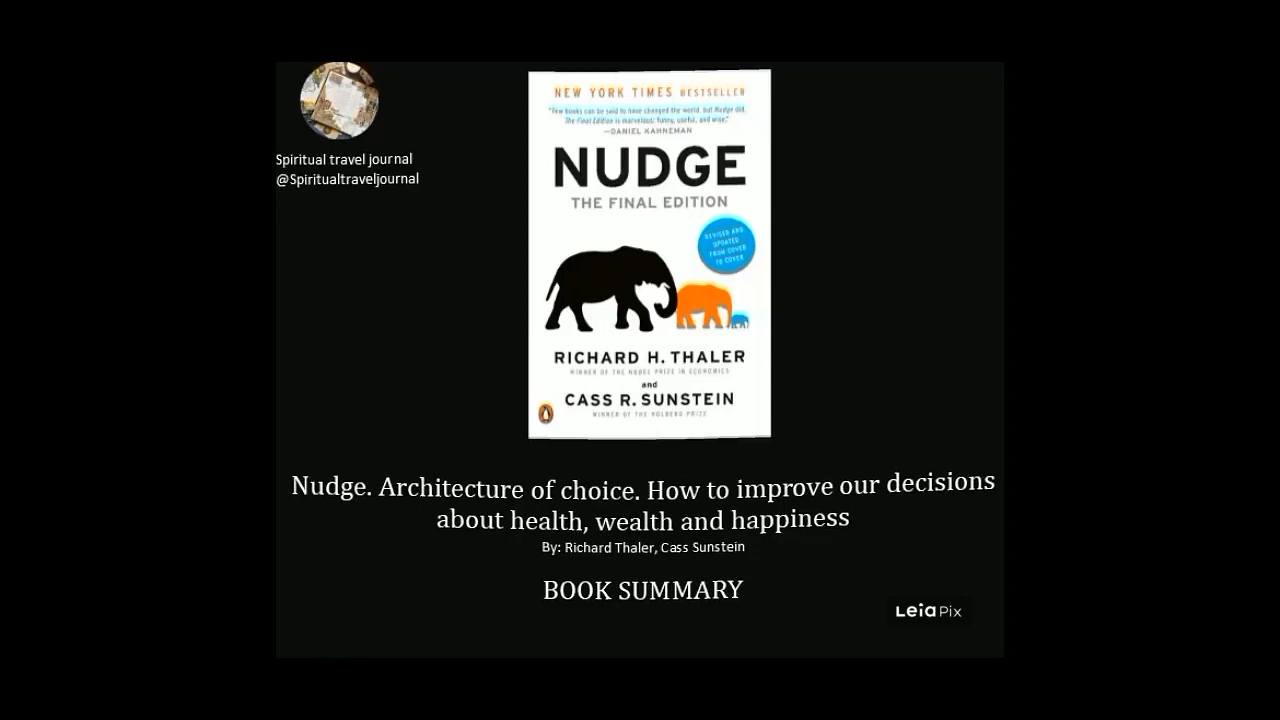 Spiritual travel journal
@Spiritualtraveljournal
NEW YORK TIMES BESTSELLER
"Few books can be said to have changed the world, but Nudge did.
The Final Edition is marvelous: funny, useful, and wise."
—DANIEL KAHNEMAN
NUDGE
THE FINAL EDITION
REVISED AND
UPDATED
FROM COVER
TO COVER
RICHARD H. THALER
WINNER OF THE NOBEL PRIZE IN ECONOMICS
and
CASS R. SUNSTEIN
WINNER OF THE HOLBERG PRIZE
Nudge. Architecture of choice. How to improve our decisions
about health, wealth and happiness
By: Richard Thaler, Cass Sunstein
BOOK SUMMARY
Leia Pix